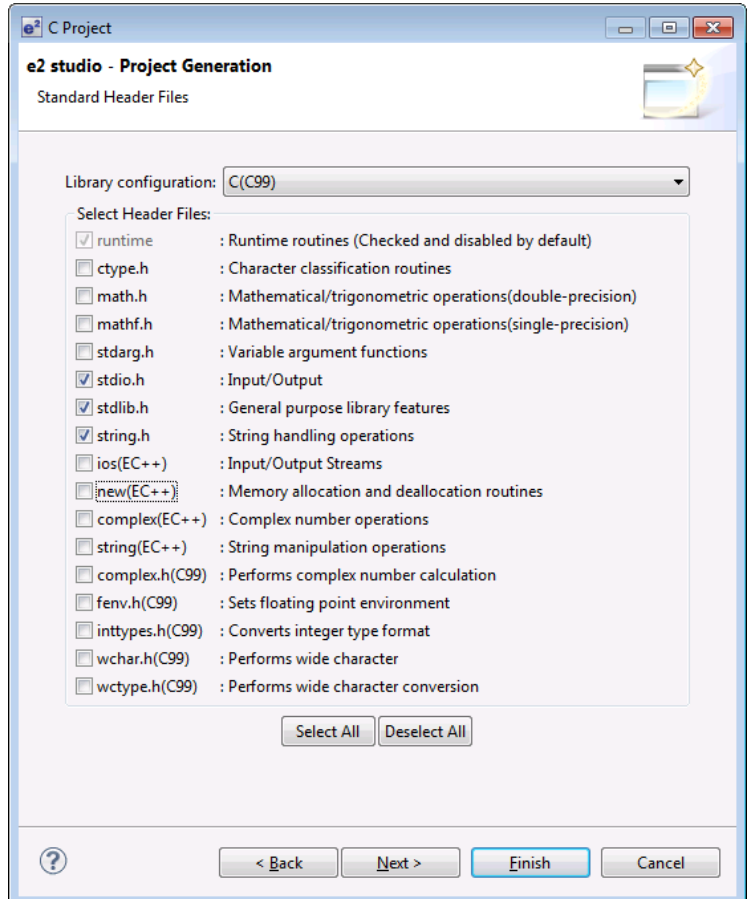 e² C Project
e2 studio - Project Generation
Standard Header Files
Library configuration: C(C99)
Select Header Files:
runtime : Runtime routines (Checked and disabled by default)
ctype.h : Character classification routines
math.h : Mathematical/trigonometric operations(double-precision)
mathf.h : Mathematical/trigonometric operations(single-precision)
stdarg.h : Variable argument functions
stdio.h : Input/Output
stdlib.h : General purpose library features
string.h : String handling operations
ios(EC++) : Input/Output Streams
new(EC++) : Memory allocation and deallocation routines
complex(EC++) : Complex number operations
string(EC++) : String manipulation operations
complex.h(C99) : Performs complex number calculation
fenv.h(C99) : Sets floating point environment
inttypes.h(C99) : Converts integer type format
wchar.h(C99) : Performs wide character
wctype.h(C99) : Performs wide character conversion
Select All Deselect All
? < Back Next > Finish Cancel